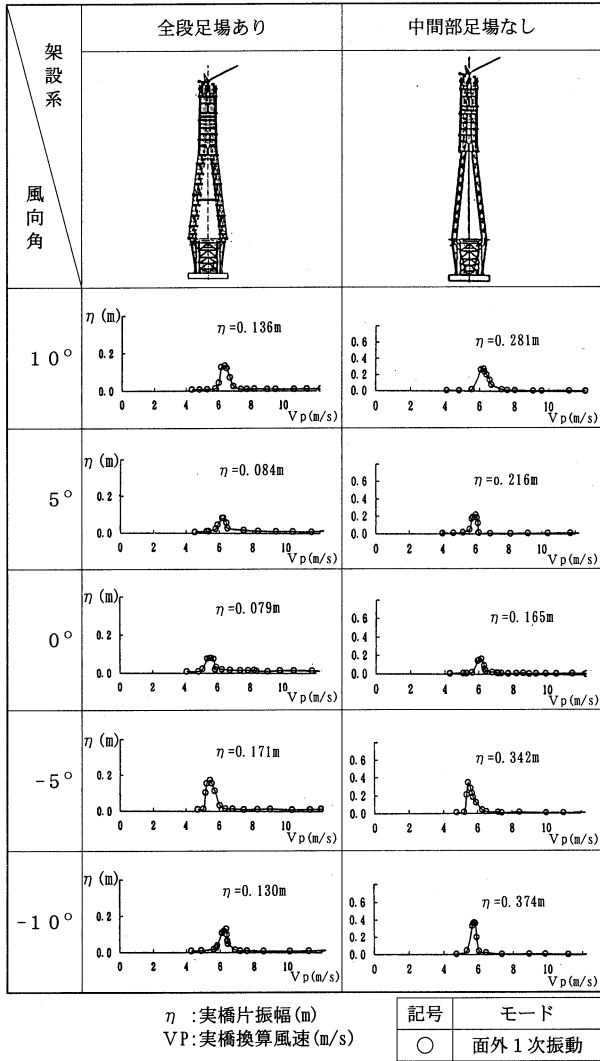 架設系
風向角
全段足場あり
中間部足場なし
10°
η (m)
η=0.136m
0.2
0.0
0 2 4 6 8 10
Vp(m/s)
η=0.281m
0.6
0.4
0.2
0.0
0 2 4 6 8 10
Vp(m/s)
5°
η (m)
η=0.084m
0.2
0.0
0 2 4 6 8 10
Vp(m/s)
η=0.216m
0.6
0.4
0.2
0.0
0 2 4 6 8 10
Vp(m/s)
0°
η (m)
η=0.079m
0.2
0.0
0 2 4 6 8 10
Vp(m/s)
η=0.165m
0.6
0.4
0.2
0.0
0 2 4 6 8 10
Vp(m/s)
-5°
η (m)
η=0.171m
0.2
0.0
0 2 4 6 8 10
Vp(m/s)
η=0.342m
0.6
0.4
0.2
0.0
0 2 4 6 8 10
Vp(m/s)
-10°
η (m)
η=0.130m
0.2
0.0
0 2 4 6 8 10
Vp(m/s)
η=0.374m
0.6
0.4
0.2
0.0
0 2 4 6 8 10
Vp(m/s)
η :実橋片振幅(m)
VP:実橋換算風速(m/s)
記号 モード
○ 面外1次振動